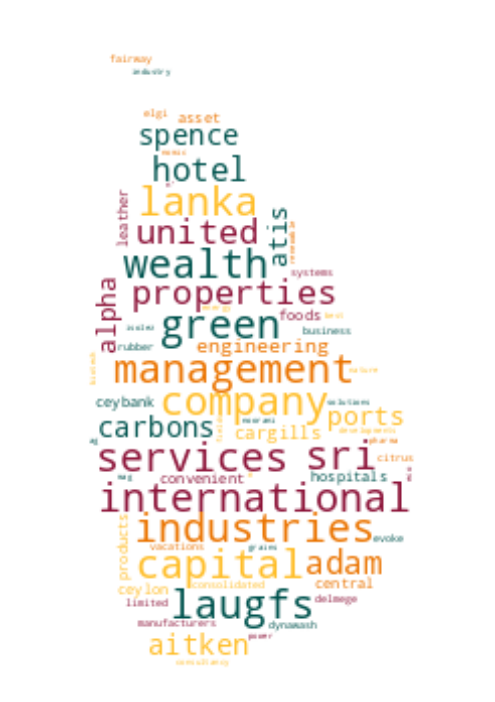 fairway
industry
elgi
asset
spence
hotel
lanka
leather
united
atis
renewable
wealth
systems
alpha
properties
foods
green
business
rubber
engineering
management
ceybank
company
solutions
ports
carbons
cargills
developments
pharma
services
sri
citrus
convenient
hospitals
international
products
industries
evoke
vacations
grains
capital
adam
consolidated
central
ceylon
limited
laugfs
delmege
manufacturers
dynawash
power
aitken
consultancy